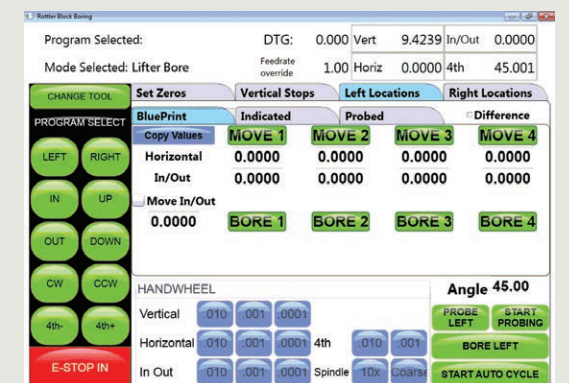 Rottler Block Boring
Program Selected: DTG: 0.000 Vert 9.4239 In/Out 0.0000
Mode Selected: Lifter Bore Feedrate override 1.00 Horiz 0.0000 4th 45.001
CHANGE TOOL Set Zeros Vertical Stops Left Locations Right Locations
PROGRAM SELECT BluePrint Indicated Probed Difference
Copy Values MOVE 1 MOVE 2 MOVE 3 MOVE 4
LEFT RIGHT Horizontal 0.0000 0.0000 0.0000 0.0000
In/Out 0.0000 0.0000 0.0000 0.0000
IN UP Move In/Out
0.0000 BORE 1 BORE 2 BORE 3 BORE 4
OUT DOWN
CW CCW HANDWHEEL Angle 45.00
Vertical .010 .001 .0001 PROBE LEFT START PROBING
4th- 4th+ Horizontal .010 .001 .0001 4th .010 .001 BORE LEFT
E-STOP IN In Out .010 .001 .0001 Spindle 10x Coarse START AUTO CYCLE